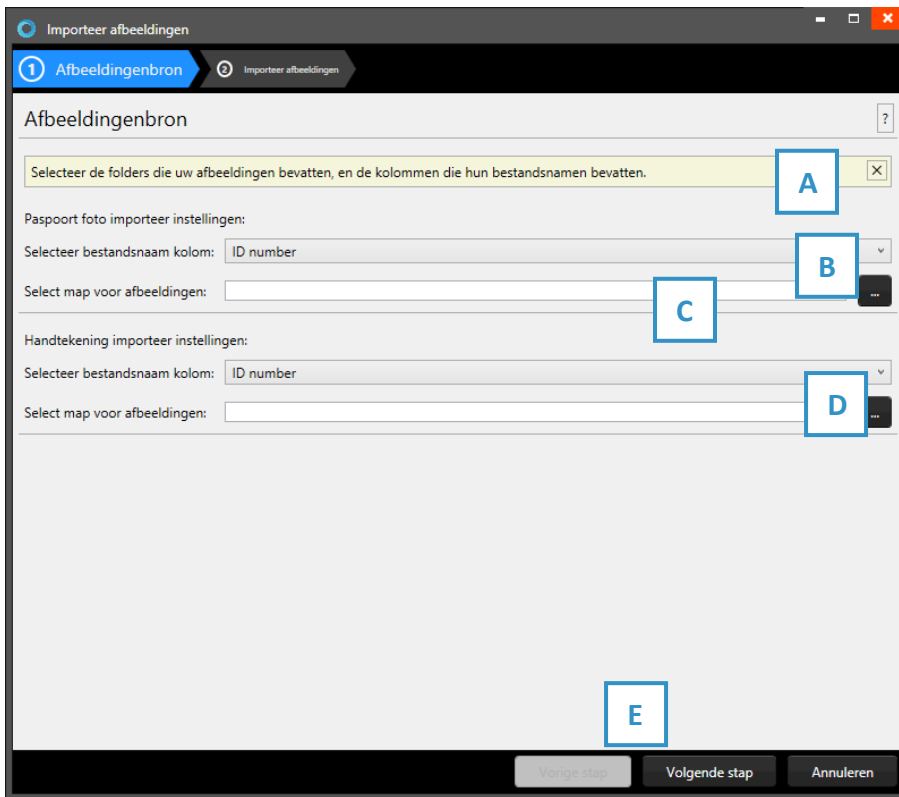 Importeer afbeeldingen
1 Afbeeldingenbron 2 Importeer afbeeldingen
Afbeeldingenbron ?
Selecteer de folders die uw afbeeldingen bevatten, en de kolommen die hun bestandsnamen bevatten.
A
Paspoort foto importeer instellingen:
Selecteer bestandsnaam kolom: ID number
B
Select map voor afbeeldingen: ...
C
Handtekening importeer instellingen:
Selecteer bestandsnaam kolom: ID number
D
Select map voor afbeeldingen: ...
E
Vorige stap Volgende stap Annuleren